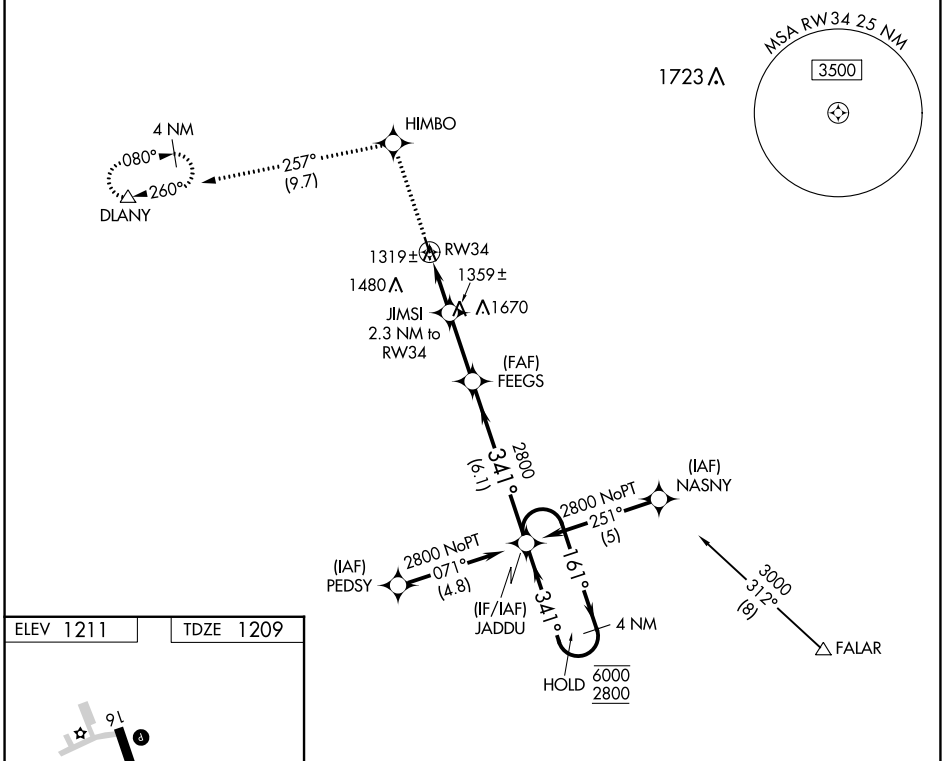 MSA RW34 25 NM
3500
1723
HIMBO
4 NM
080°
260°
DLANY
257°
(9.7)
1319±
RW34
1480
1359±
1670
JIMSI
2.3 NM to
RW34
(FAF)
FEEGS
341°
(6.1)
2800
(IAF)
NASNY
2800 NoPT
251°
(5)
(IAF)
PEDSY
2800 NoPT
071°
(4.8)
(IF/IAF)
JADDU
341°
161°
4 NM
HOLD
6000
2800
3000
312°
(8)
FALAR
ELEV 1211
TDZE 1209
16
P